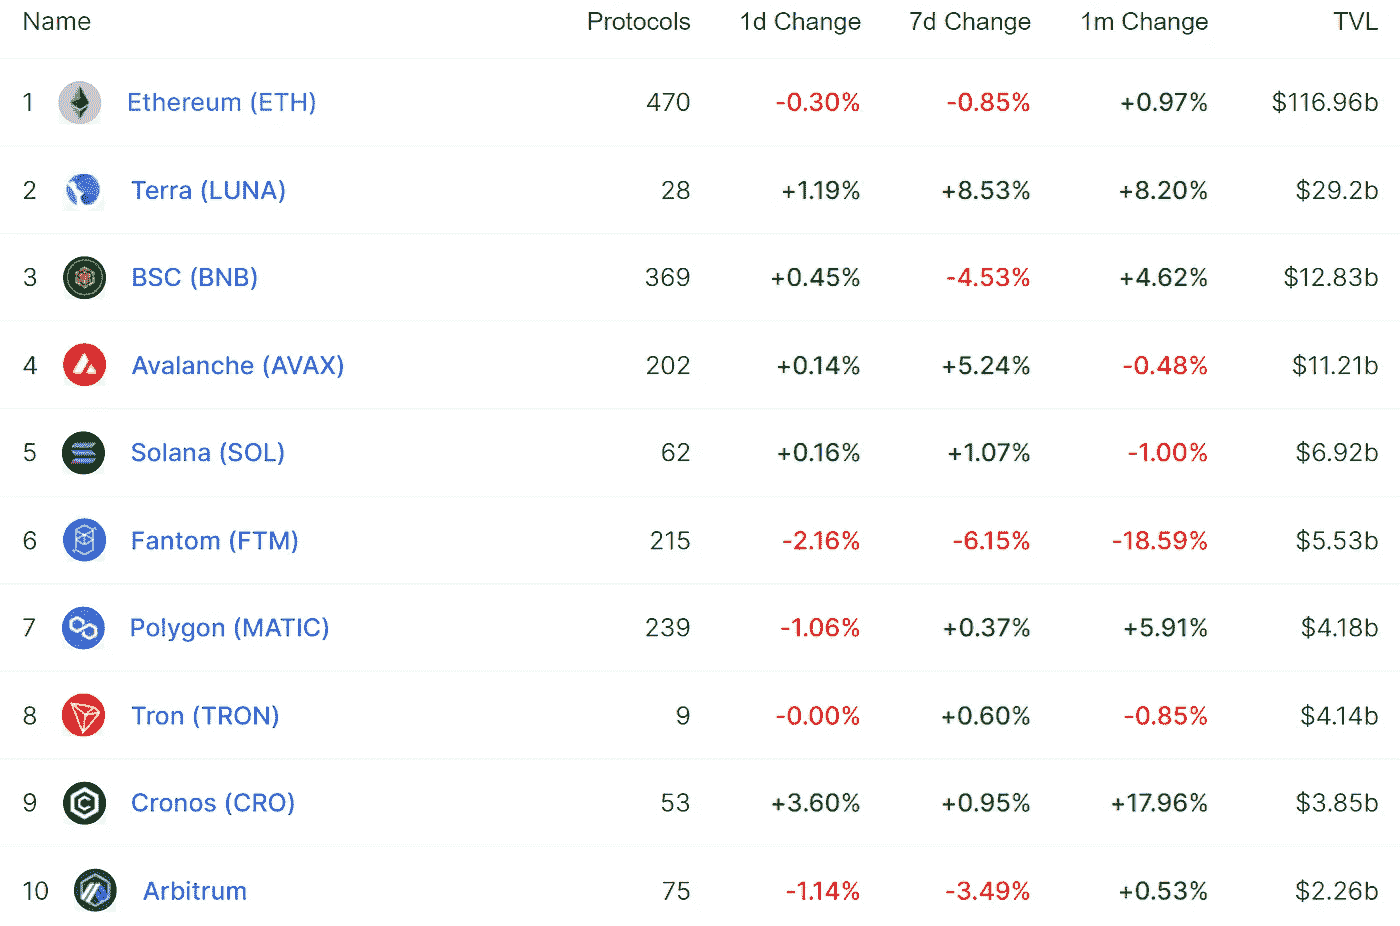 Name Protocols 1d Change 7d Change 1m Change TVL
1 Ethereum (ETH) 470 -0.30% -0.85% +0.97% $116.96b
2 Terra (LUNA) 28 +1.19% +8.53% +8.20% $29.2b
3 BSC (BNB) 369 +0.45% -4.53% +4.62% $12.83b
4 Avalanche (AVAX) 202 +0.14% +5.24% -0.48% $11.21b
5 Solana (SOL) 62 +0.16% +1.07% -1.00% $6.92b
6 Fantom (FTM) 215 -2.16% -6.15% -18.59% $5.53b
7 Polygon (MATIC) 239 -1.06% +0.37% +5.91% $4.18b
8 Tron (TRON) 9 -0.00% +0.60% -0.85% $4.14b
9 Cronos (CRO) 53 +3.60% +0.95% +17.96% $3.85b
10 Arbitrum 75 -1.14% -3.49% +0.53% $2.26b